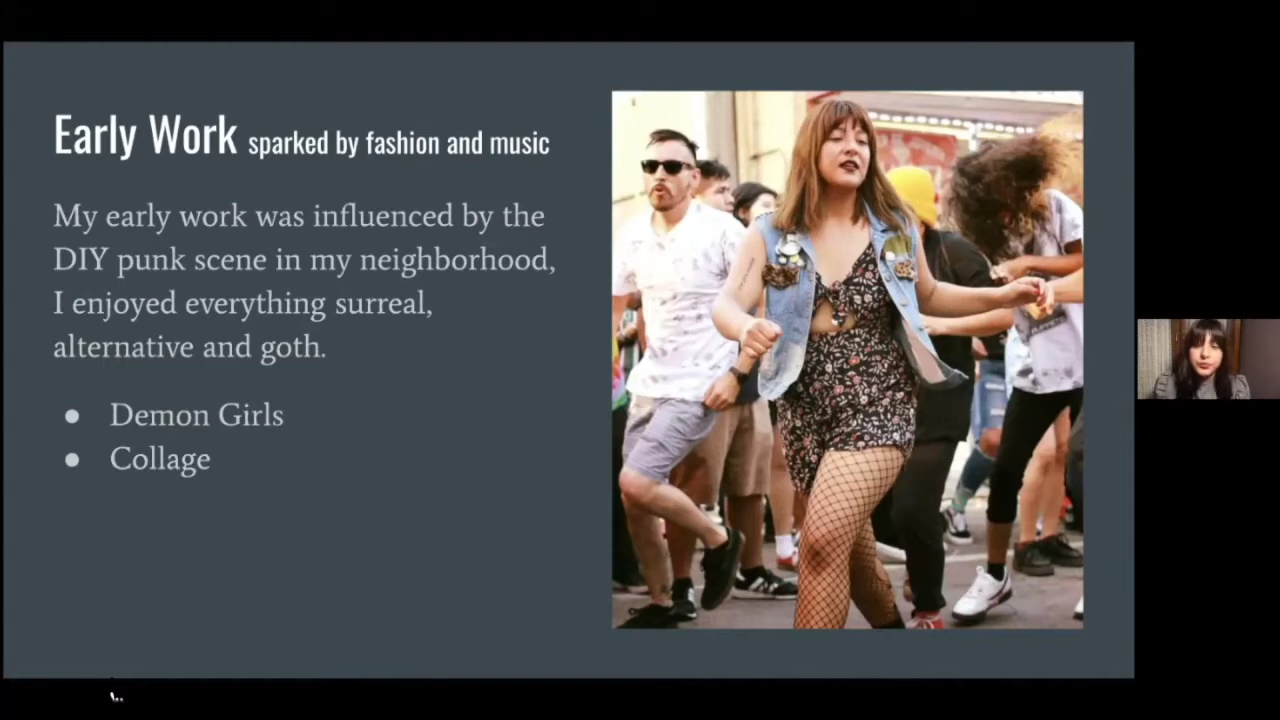 Early Work sparked by fashion and music
My early work was influenced by the
DIY punk scene in my neighborhood,
I enjoyed everything surreal,
alternative and goth.
● Demon Girls
● Collage